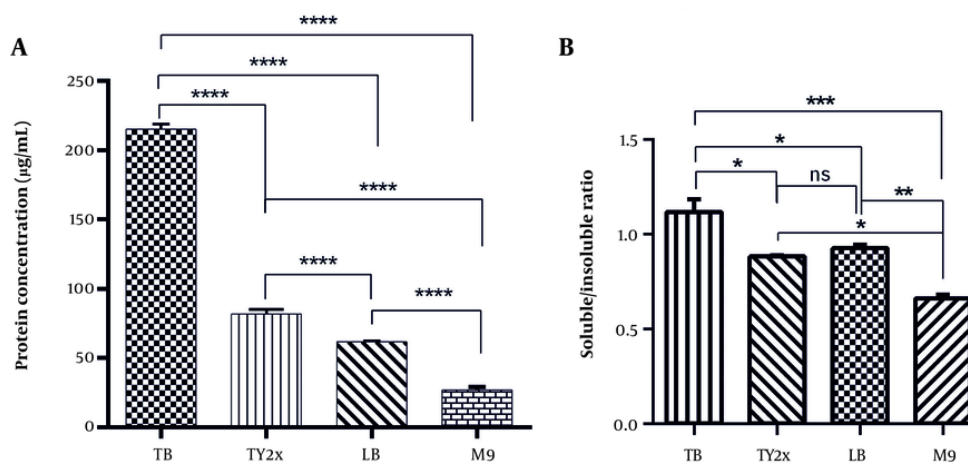 A
Protein concentration (µg/mL)
250
200
150
100
50
0
****
****
****
****
****
****
TB
TY2x
LB
M9
B
Soluble/insoluble ratio
1.5
1.0
0.5
0.0
***
*
*
ns
**
*
TB
TY2x
LB
M9